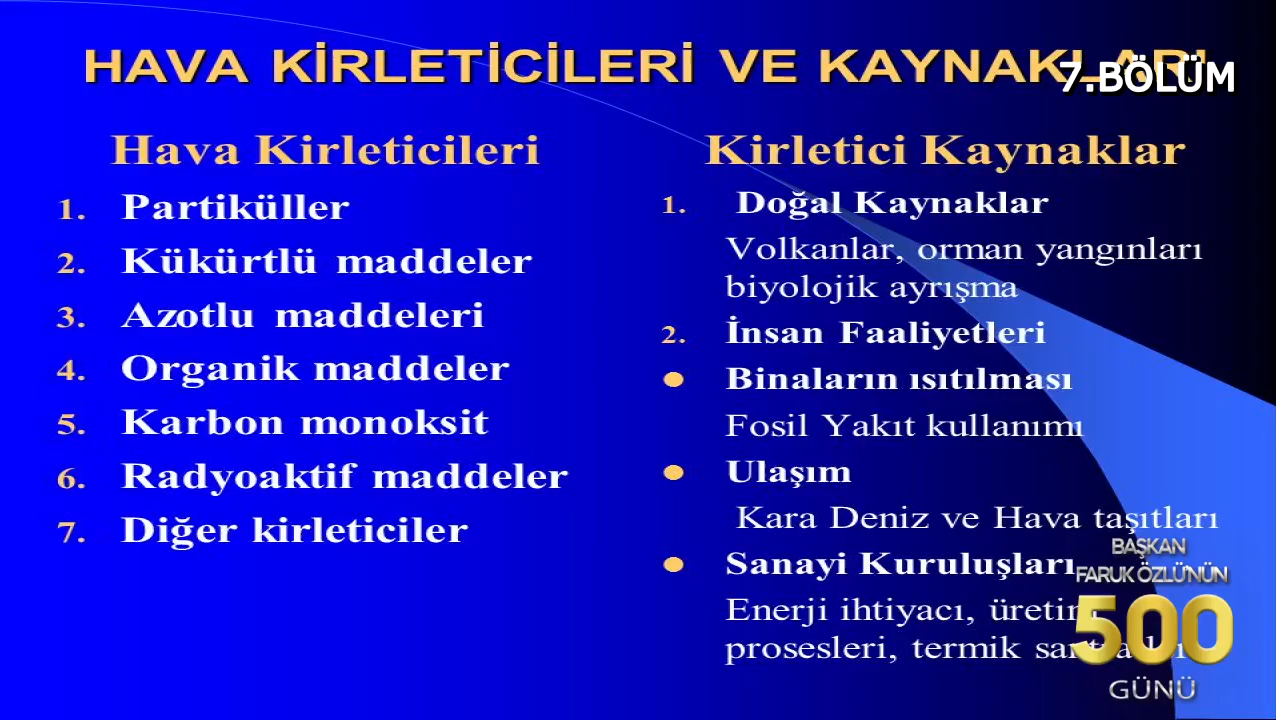 HAVA KİRLETİCİLERİ VE KAYNAKLARI
7.BÖLÜM
Hava Kirleticileri
1. Partiküller
2. Kükürtlü maddeler
3. Azotlu maddeleri
4. Organik maddeler
5. Karbon monoksit
6. Radyoaktif maddeler
7. Diğer kirleticiler
Kirletici Kaynaklar
1. Doğal Kaynaklar
Volkanlar, orman yangınları
biyolojik ayrışma
2. İnsan Faaliyetleri
● Binaların ısıtılması
Fosil Yakıt kullanımı
● Ulaşım
Kara Deniz ve Hava taşıtları
● Sanayi Kuruluşları
Enerji ihtiyacı, üretim
prosesleri, termik
BAŞKAN
FARUK ÖZLÜ'NÜN
500
GÜNÜ